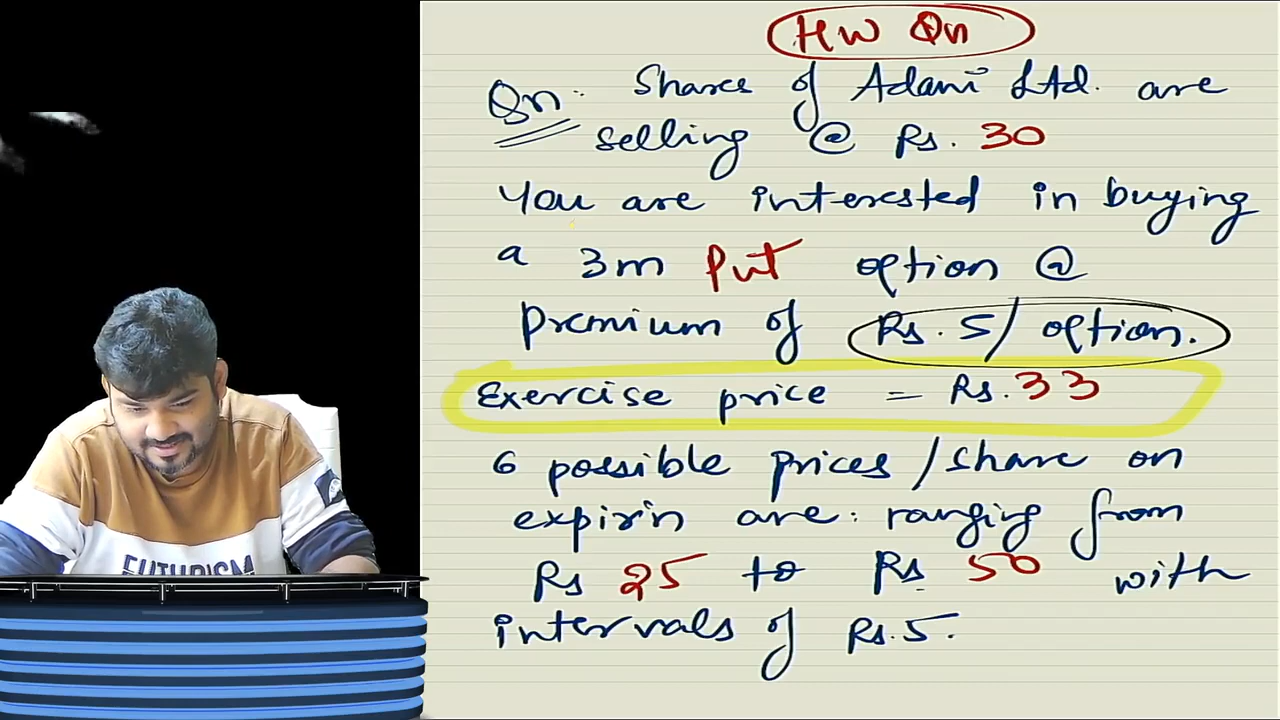 HW Qn
Qn: Shares of Adani Ltd. are
selling @ Rs. 30
You are interested in buying
a 3m Put option @
premium of Rs. 5/ option.
Exercise price = Rs. 33
6 possible prices/share on
expirin are: ranging from
Rs 25 to Rs 50 with
intervals of Rs. 5.
FUTURISM